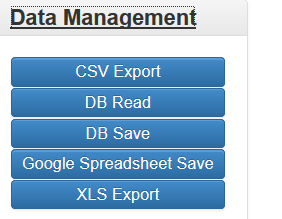 Data Management
CSV Export
DB Read
DB Save
Google Spreadsheet Save
XLS Export